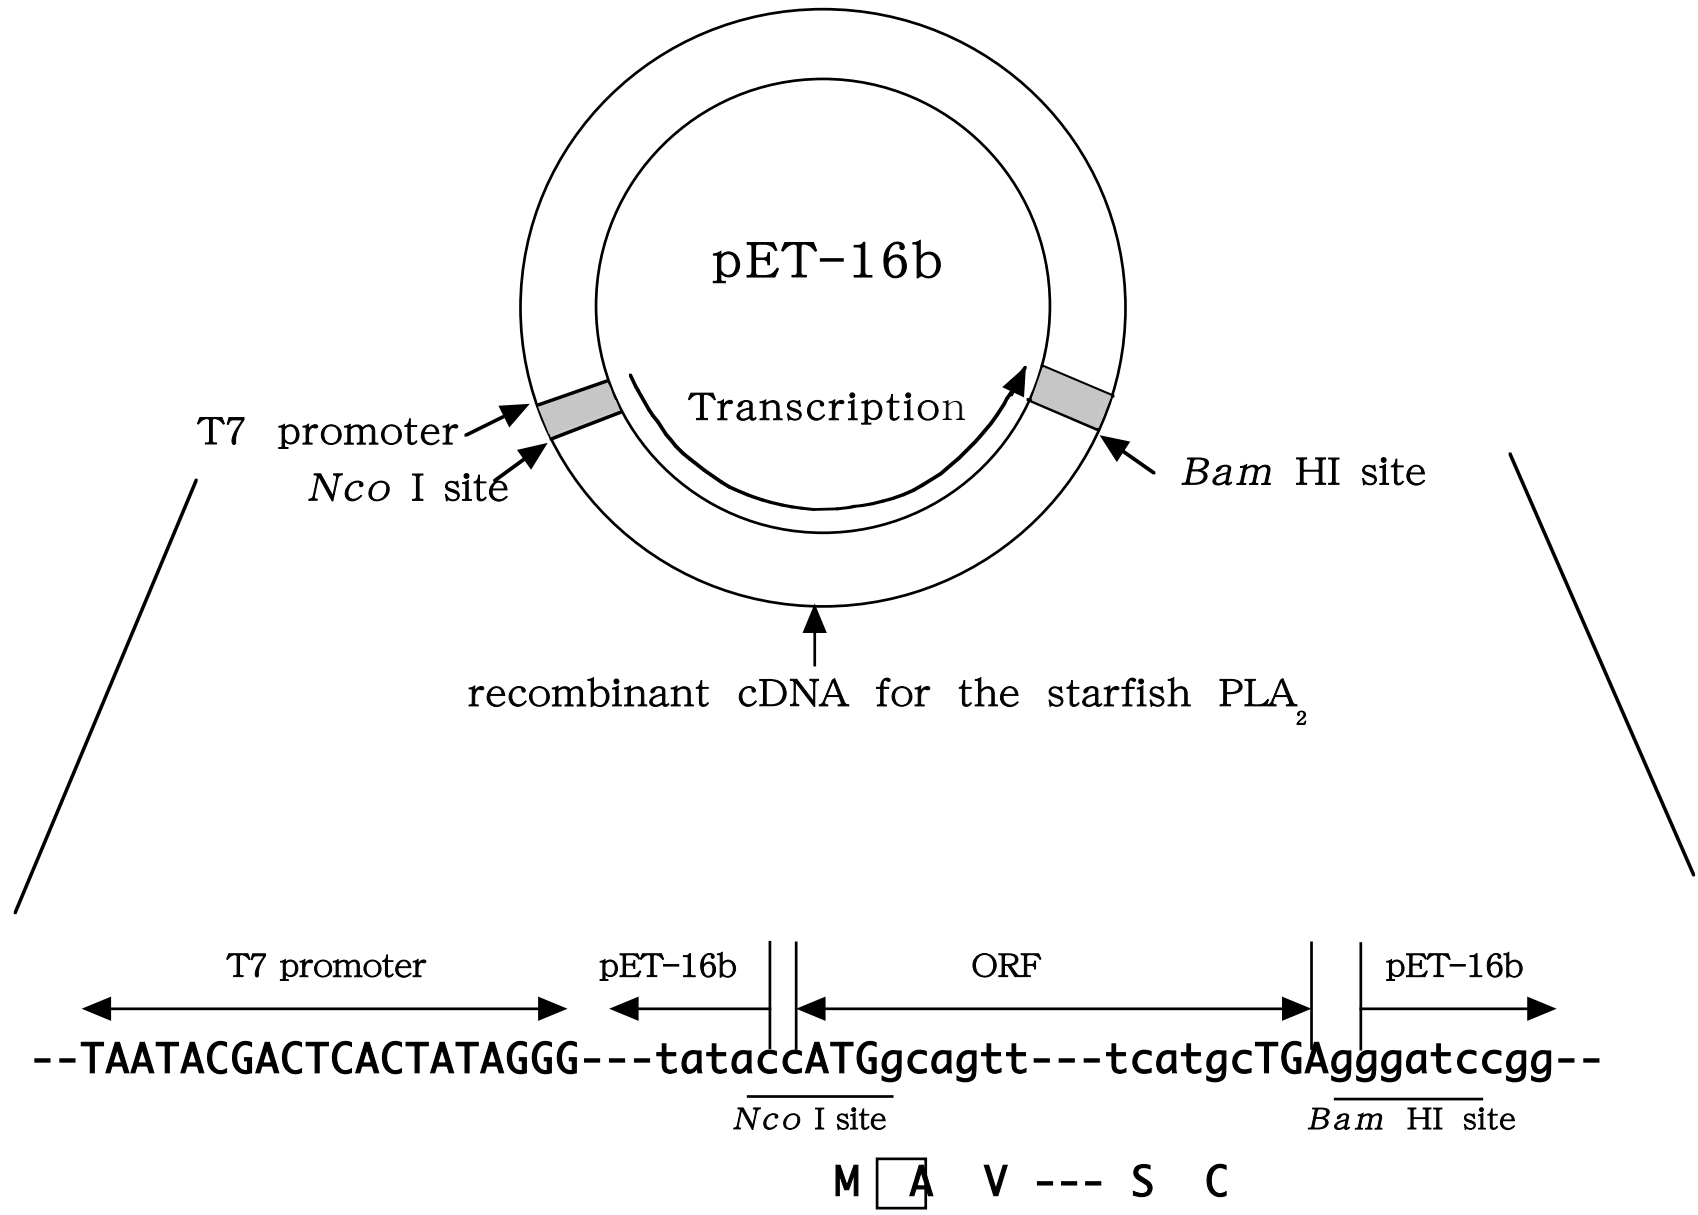 pET-16b
Transcription
T7 promoter
Nco I site
Bam HI site
recombinant cDNA for the starfish PLA2
T7 promoter pET-16b ORF pET-16b
--TAATACGACTCACTATAGGG---tataccATGgcagtt---tcatgcTGAgggatccgg--
Nco I site Bam HI site
M A V --- S C